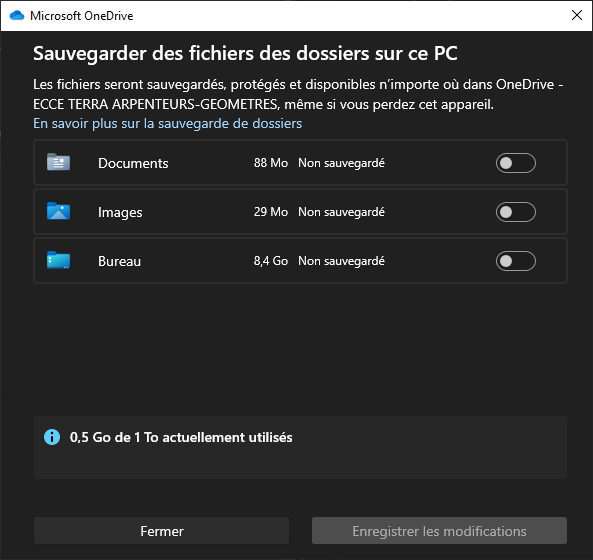 Microsoft OneDrive
Sauvegarder des fichiers des dossiers sur ce PC
Les fichiers seront sauvegardés, protégés et disponibles n’importe où dans OneDrive -
ECCE TERRA ARPENTEURS-GEOMETRES, même si vous perdez cet appareil.
En savoir plus sur la sauvegarde de dossiers
Documents 88 Mo Non sauvegardé
Images 29 Mo Non sauvegardé
Bureau 8,4 Go Non sauvegardé
0,5 Go de 1 To actuellement utilisés
Fermer Enregistrer les modifications